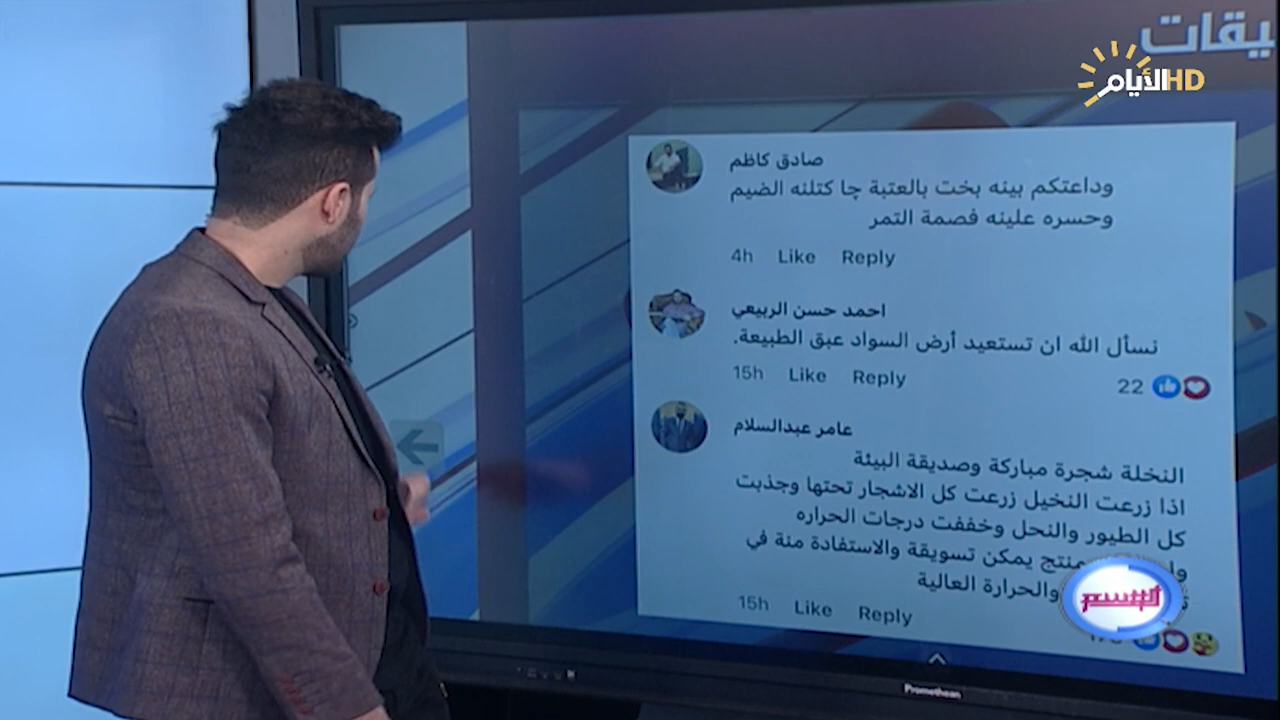 يقات
الأيام HD
صادق كاظم
وداعتكم بينه بخت بالعتبة چا كتلنه الضيم
وحسره علينه فصمة التمر
4h Like Reply
احمد حسن الربيعي
نسأل الله ان تستعيد أرض السواد عبق الطبيعة.
15h Like Reply 22
عامر عبدالسلام
النخلة شجرة مباركة وصديقة البيئة
اذا زرعت النخيل زرعت كل الاشجار تحتها وجذبت
كل الطيور والنحل وخففت درجات الحراره
منتج يمكن تسويقة والاستفادة منة في
والحرارة العالية
15h Like Reply
Promethean